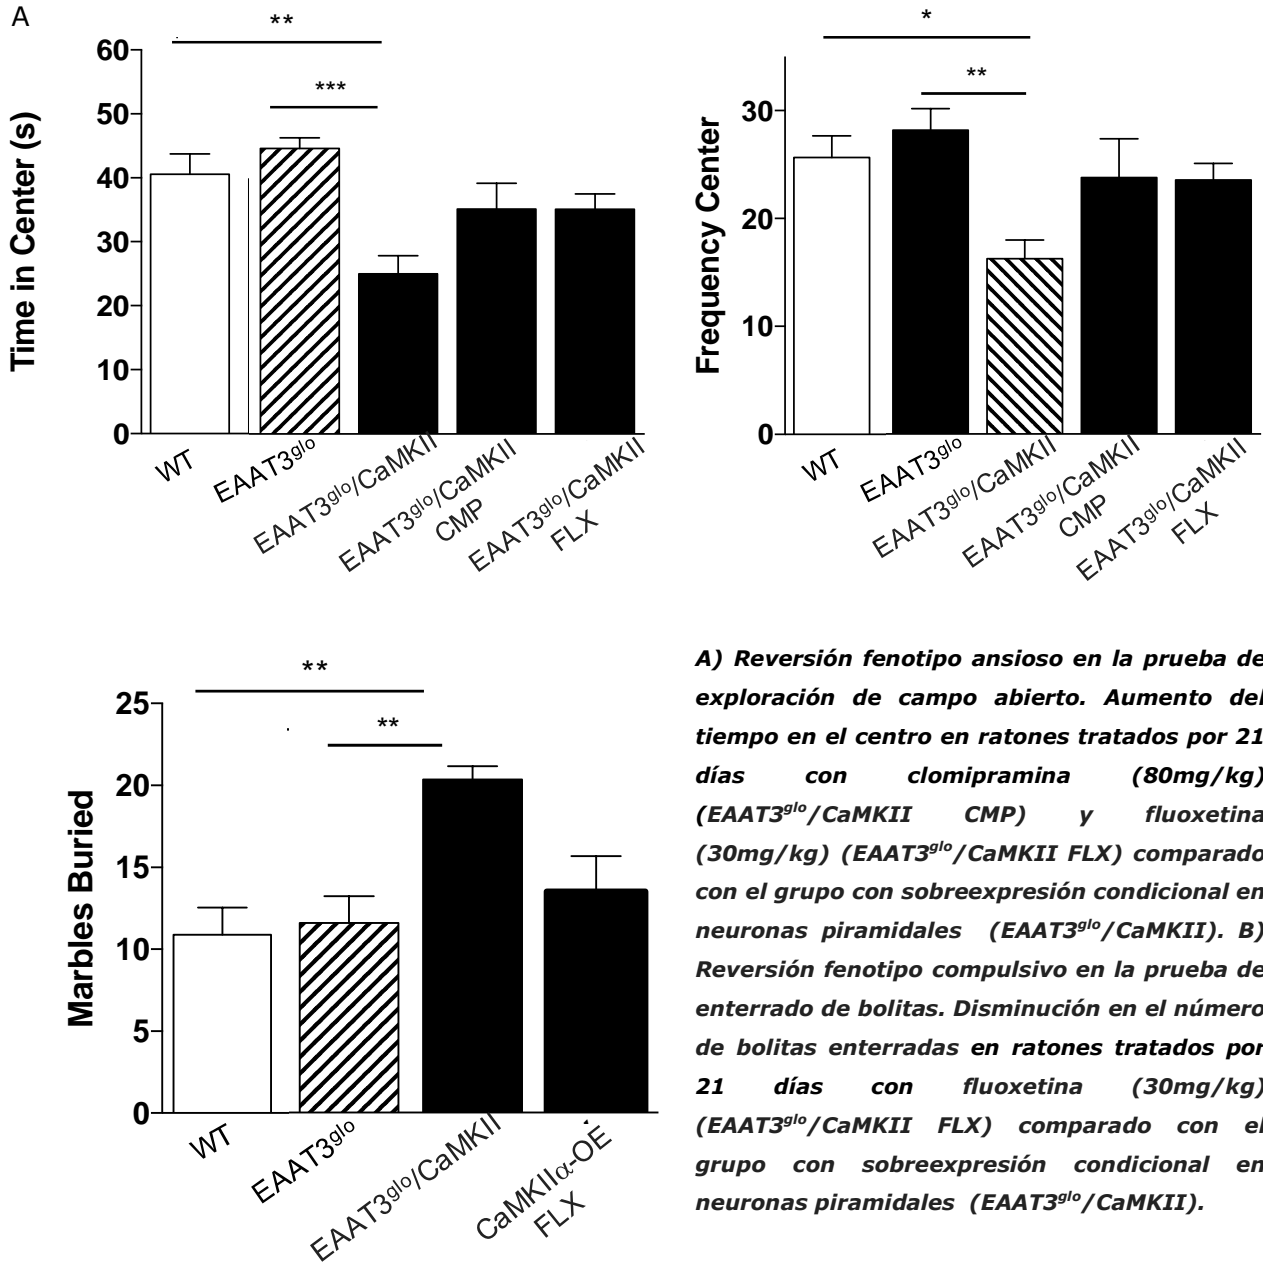 A
**
***
Time in Center (s)
60
50
40
30
20
10
0
WT
EAAT3glo
EAAT3glo/CaMKII
EAAT3glo/CaMKII
CMP
EAAT3glo/CaMKII
FLX
*
**
Frequency Center
30
20
10
0
WT
EAAT3glo
EAAT3glo/CaMKII
EAAT3glo/CaMKII
CMP
EAAT3glo/CaMKII
FLX
**
**
Marbles Buried
25
20
15
10
5
0
WT
EAAT3glo
EAAT3glo/CaMKII
CaMKIIα-OE
FLX
A) Reversión fenotipo ansioso en la prueba de
exploración de campo abierto. Aumento del
tiempo en el centro en ratones tratados por 21
días con clomipramina (80mg/kg)
(EAAT3glo/CaMKII CMP) y fluoxetina
(30mg/kg) (EAAT3glo/CaMKII FLX) comparado
con el grupo con sobreexpresión condicional en
neuronas piramidales (EAAT3glo/CaMKII). B)
Reversión fenotipo compulsivo en la prueba de
enterrado de bolitas. Disminución en el número
de bolitas enterradas en ratones tratados por
21 días con fluoxetina (30mg/kg)
(EAAT3glo/CaMKII FLX) comparado con el
grupo con sobreexpresión condicional en
neuronas piramidales (EAAT3glo/CaMKII).